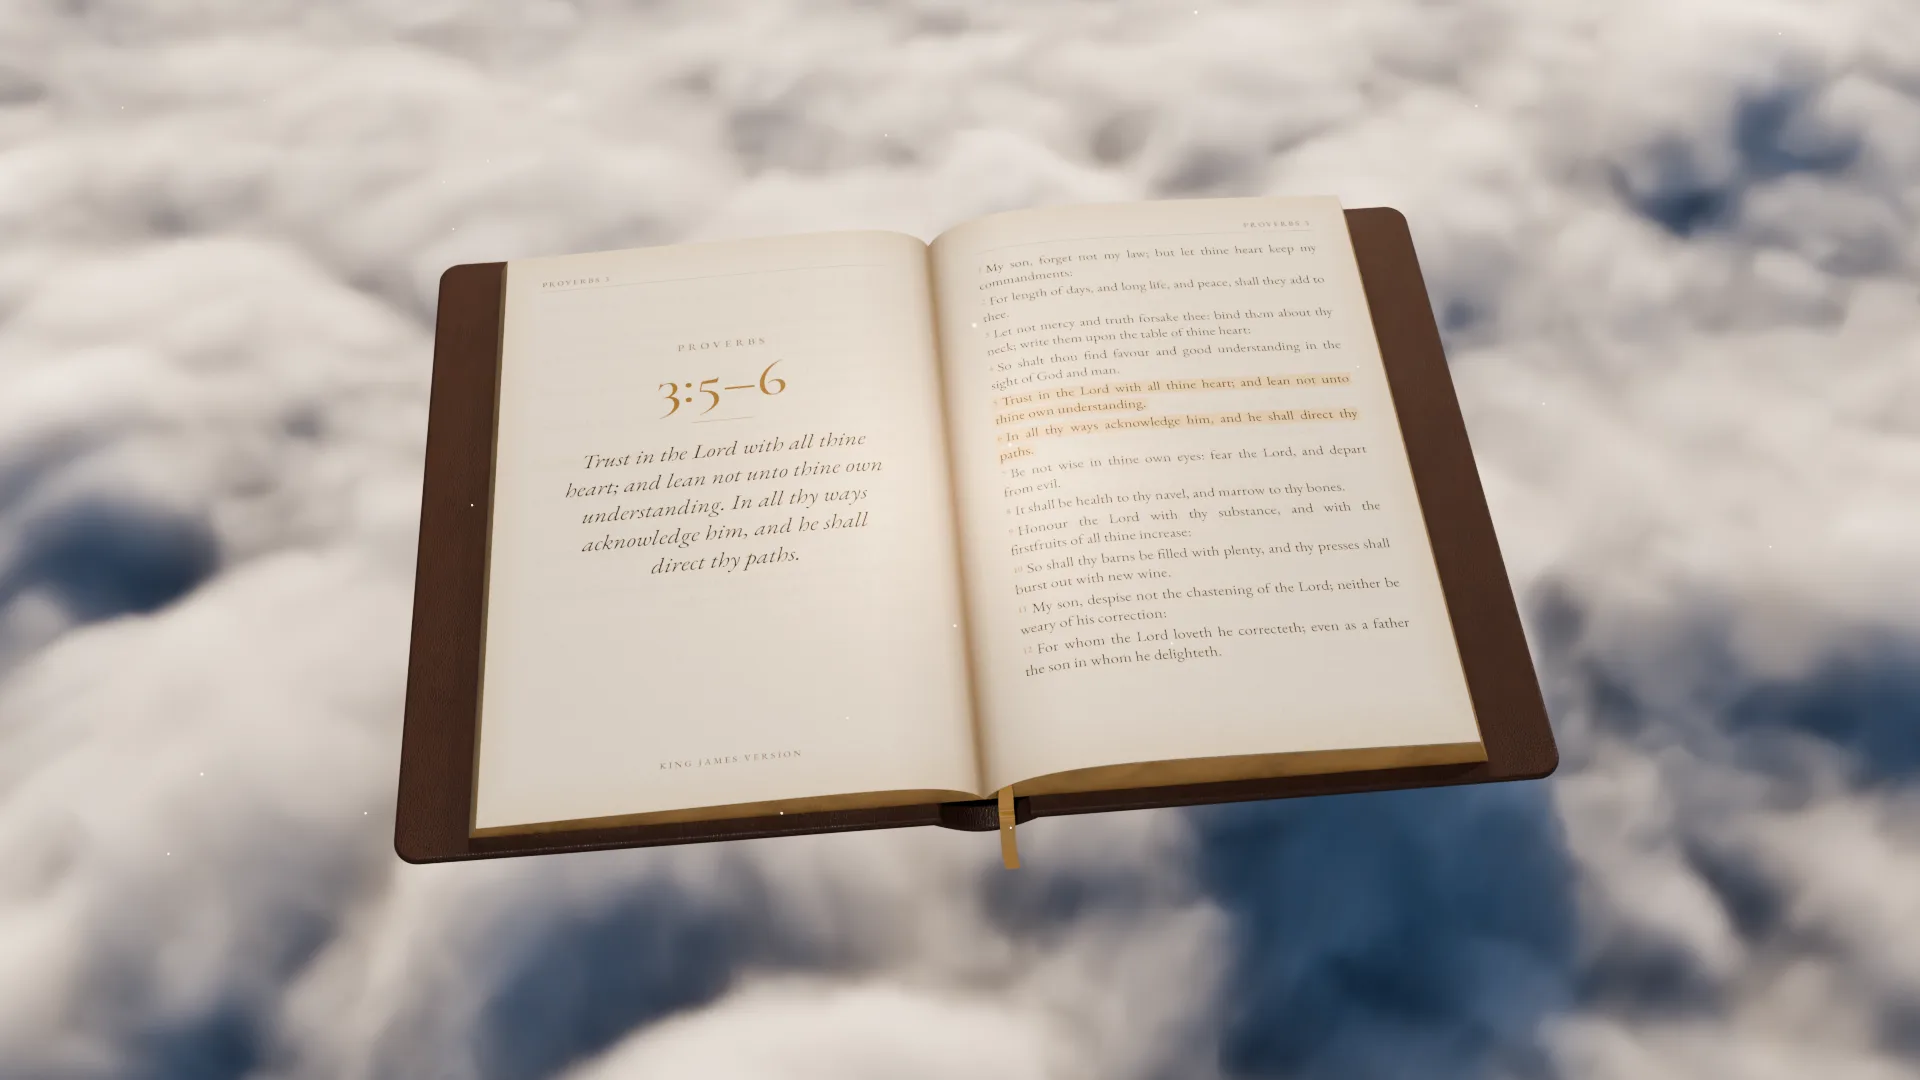 PROVERBS 3
PROVERBS
3:5–6
Trust in the Lord with all thine
heart; and lean not unto thine own
understanding. In all thy ways
acknowledge him, and he shall
direct thy paths.
KING JAMES VERSION
PROVERBS 3
My son, forget not my law; but let thine heart keep my
commandments:
For length of days, and long life, and peace, shall they add to
thee.
Let not mercy and truth forsake thee: bind them about thy
neck; write them upon the table of thine heart:
So shalt thou find favour and good understanding in the
sight of God and man.
Trust in the Lord with all thine heart; and lean not unto
thine own understanding.
In all thy ways acknowledge him, and he shall direct thy
paths.
Be not wise in thine own eyes: fear the Lord, and depart
from evil.
8 It shall be health to thy navel, and marrow to thy bones.
9 Honour the Lord with thy substance, and with the
firstfruits of all thine increase:
10 So shall thy barns be filled with plenty, and thy presses shall
burst out with new wine.
11 My son, despise not the chastening of the Lord; neither be
weary of his correction:
12 For whom the Lord loveth he correcteth; even as a father
the son in whom he delighteth.